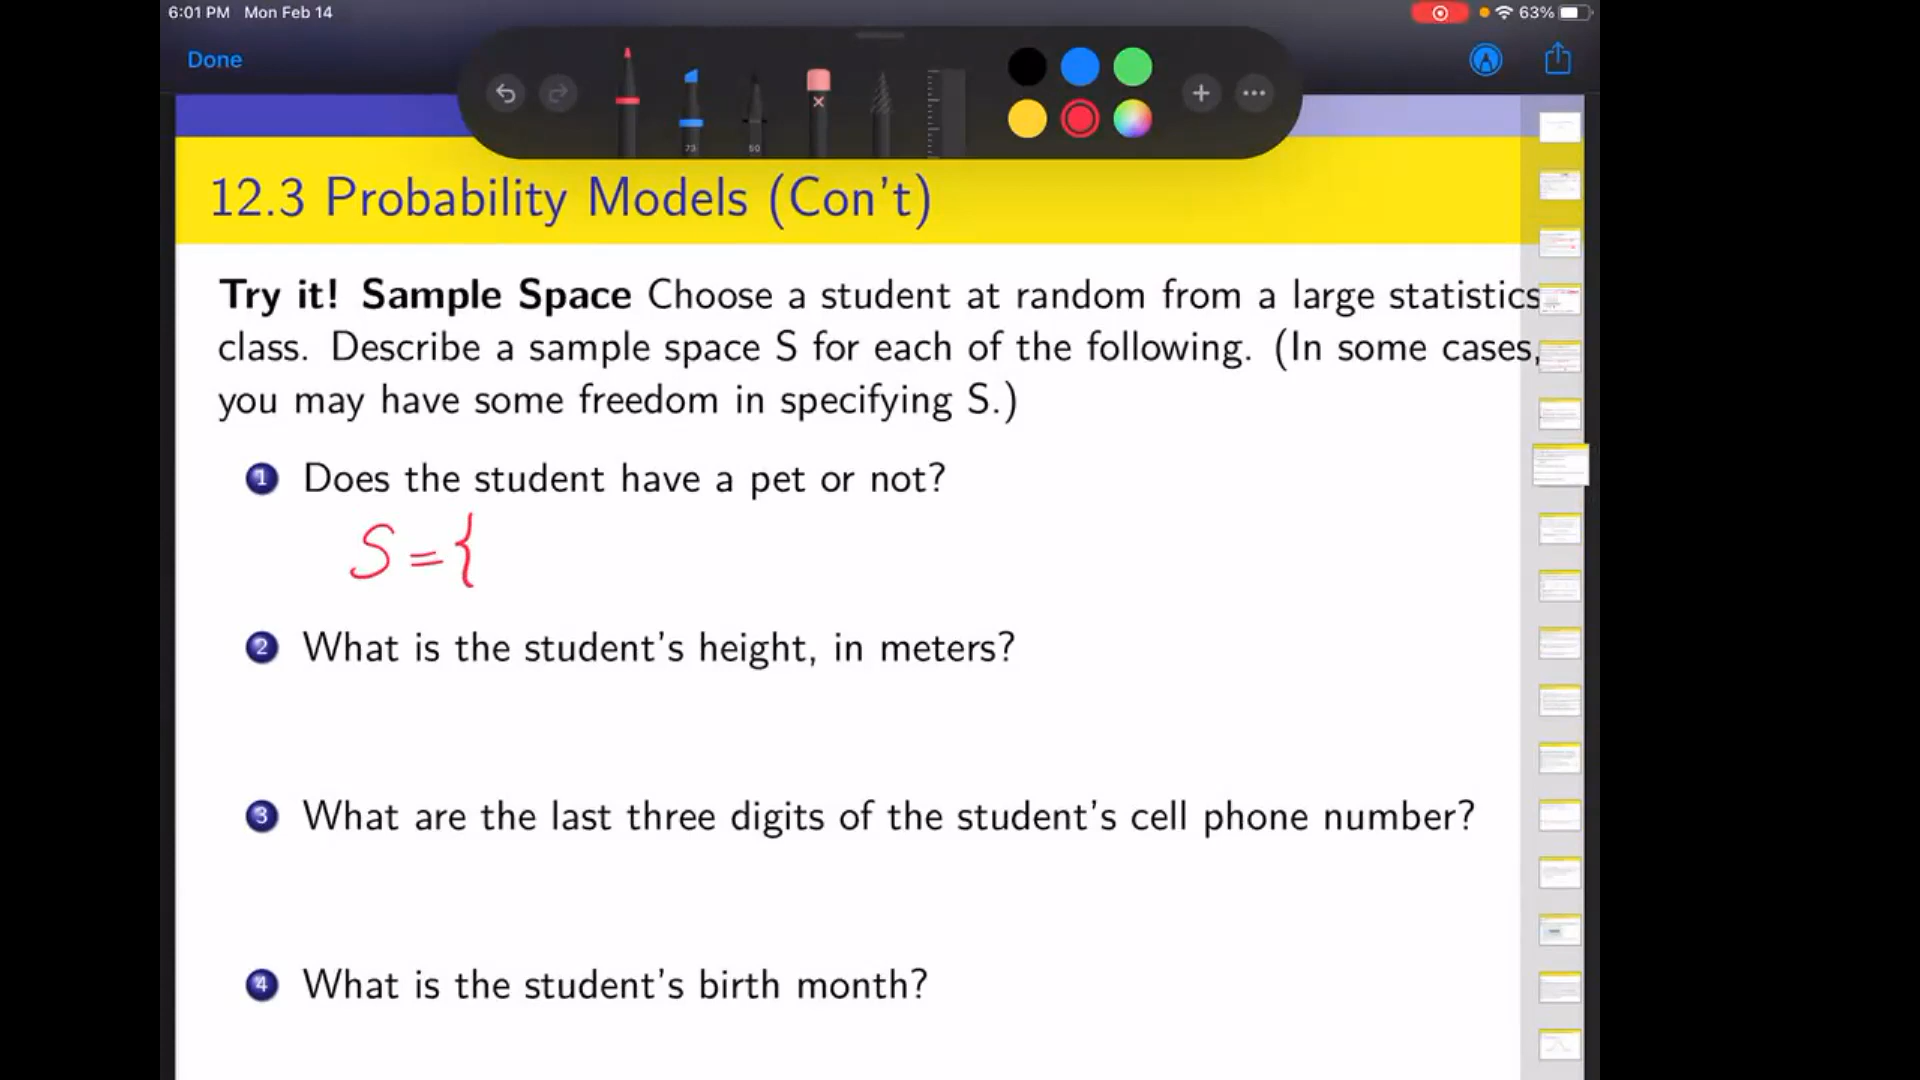 6:01 PM Mon Feb 14
63%
Done
73
50
12.3 Probability Models (Con't)
Try it! Sample Space Choose a student at random from a large statistics
class. Describe a sample space S for each of the following. (In some cases,
you may have some freedom in specifying S.)
1 Does the student have a pet or not?
S = {
2 What is the student's height, in meters?
3 What are the last three digits of the student's cell phone number?
4 What is the student's birth month?